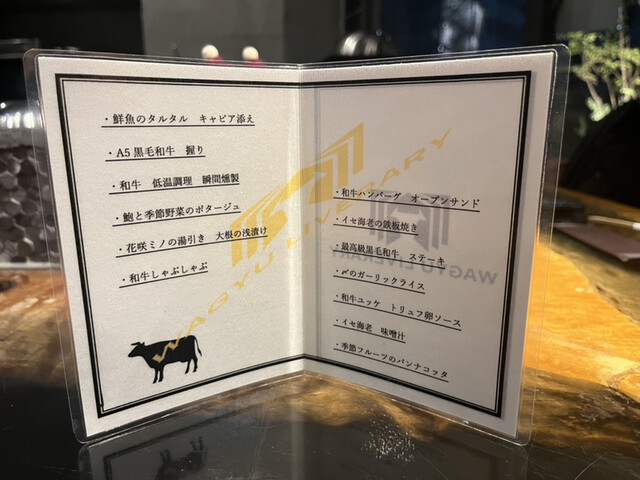 ・鮮魚のタルタル　キャビア添え
・A5黒毛和牛　握り
・和牛　低温調理　瞬間燻製
・鮑と季節野菜のポタージュ
・花咲ミノの湯引き　大根の浅漬け
・和牛しゃぶしゃぶ
WAGYU LIVERARY
・和牛ハンバーグ　オープンサンド
・イセ海老の鉄板焼き
・最高級黒毛和牛　ステーキ
・〆のガーリックライス
・和牛ユッケ　トリュフ卵ソース
・イセ海老　味噌汁
・季節フルーツのパンナコッタ
WAGYU LIVERARY